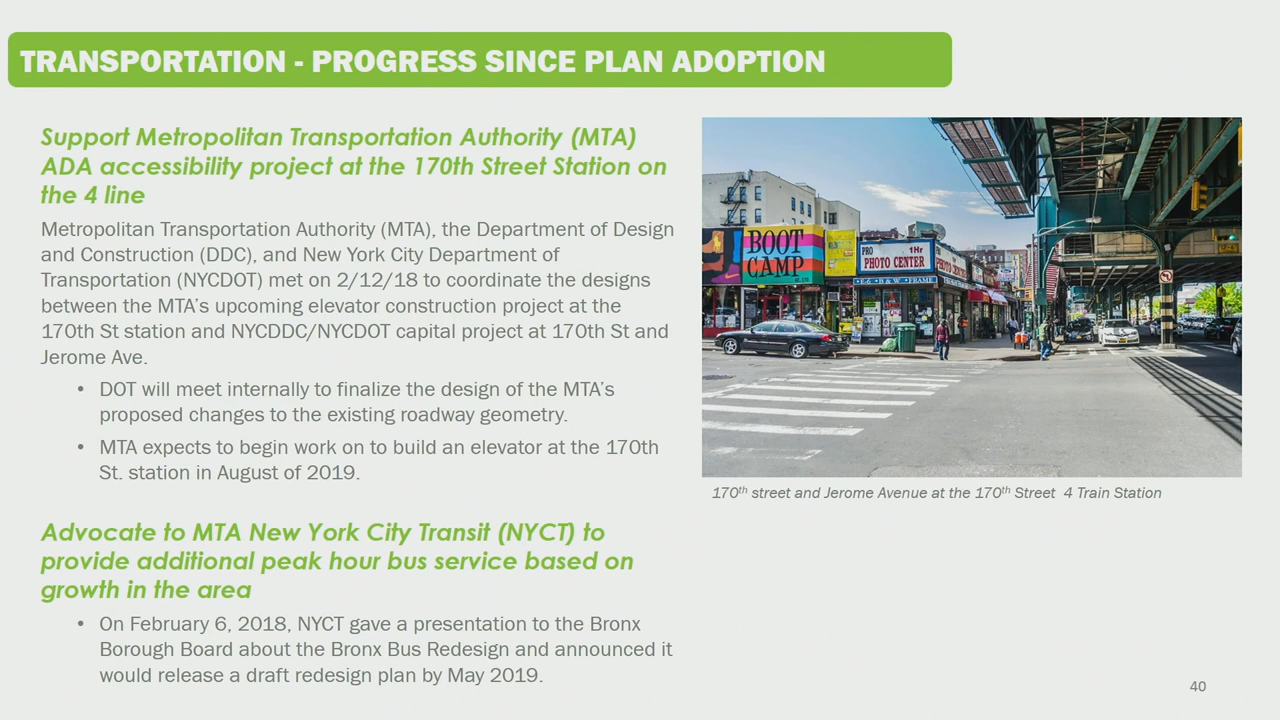 TRANSPORTATION - PROGRESS SINCE PLAN ADOPTION
Support Metropolitan Transportation Authority (MTA)
ADA accessibility project at the 170th Street Station on
the 4 line
Metropolitan Transportation Authority (MTA), the Department of Design
and Construction (DDC), and New York City Department of
Transportation (NYCDOT) met on 2/12/18 to coordinate the designs
between the MTA’s upcoming elevator construction project at the
170th St station and NYCDDC/NYCDOT capital project at 170th St and
Jerome Ave.
• DOT will meet internally to finalize the design of the MTA’s
proposed changes to the existing roadway geometry.
• MTA expects to begin work on to build an elevator at the 170th
St. station in August of 2019.
Advocate to MTA New York City Transit (NYCT) to
provide additional peak hour bus service based on
growth in the area
• On February 6, 2018, NYCT gave a presentation to the Bronx
Borough Board about the Bronx Bus Redesign and announced it
would release a draft redesign plan by May 2019.
BOOT
CAMP
PRO 1Hr
PHOTO CENTER
170th street and Jerome Avenue at the 170th Street 4 Train Station
40